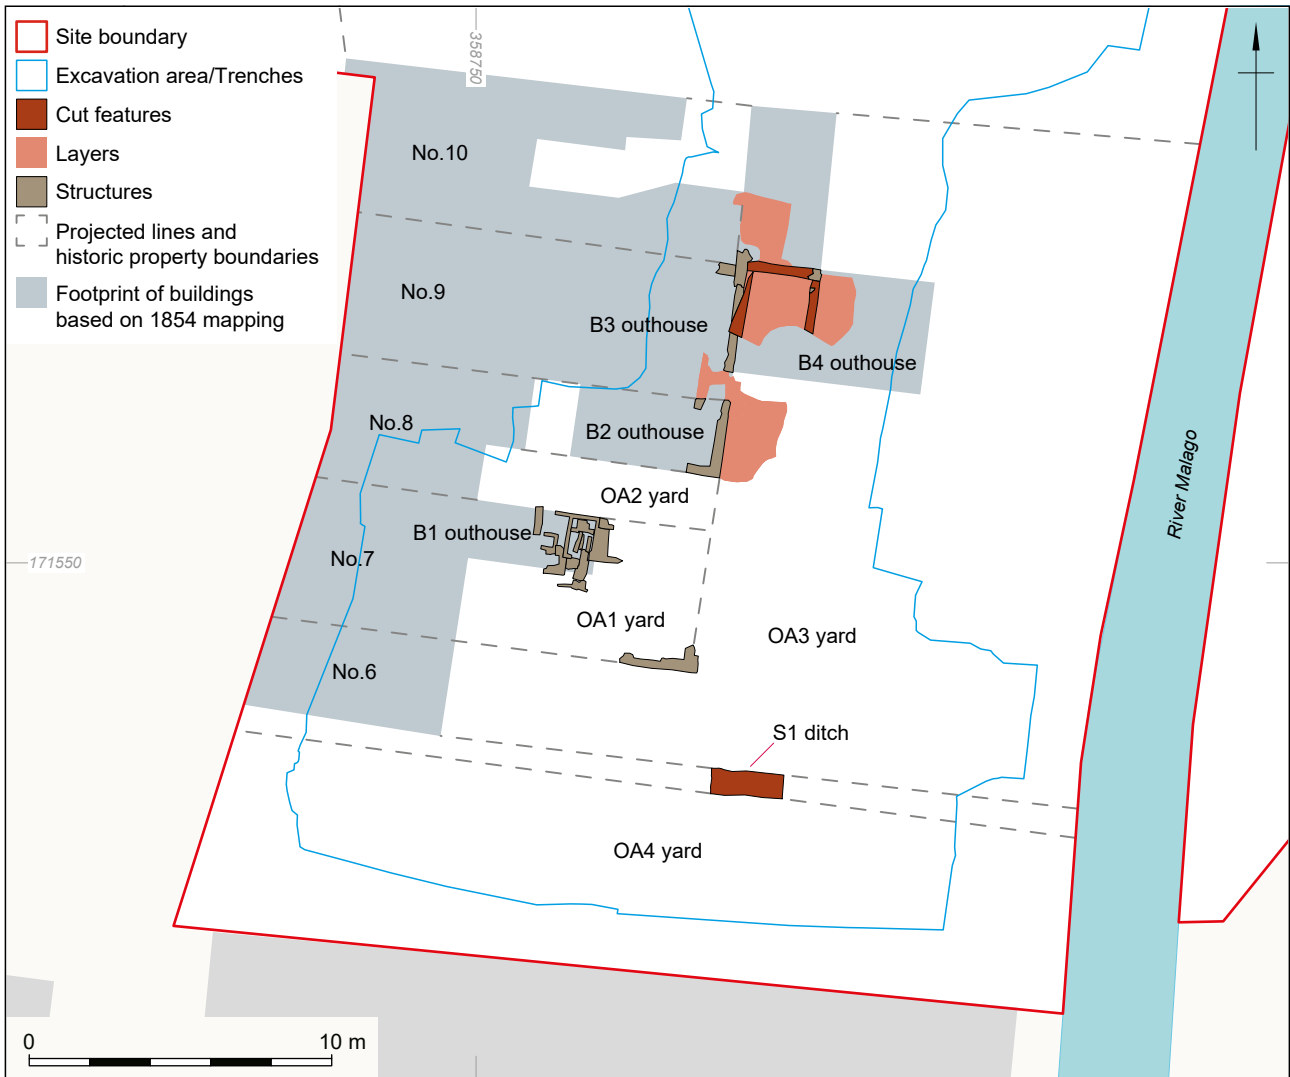 Site boundary
Excavation area/Trenches
Cut features
Layers
Structures
Projected lines and
historic property boundaries
Footprint of buildings
based on 1854 mapping
358750
No.10
No.9
B3 outhouse
B4 outhouse
No.8
B2 outhouse
OA2 yard
B1 outhouse
River Malago
171550
No.7
OA1 yard
OA3 yard
No.6
S1 ditch
OA4 yard
0 10 m